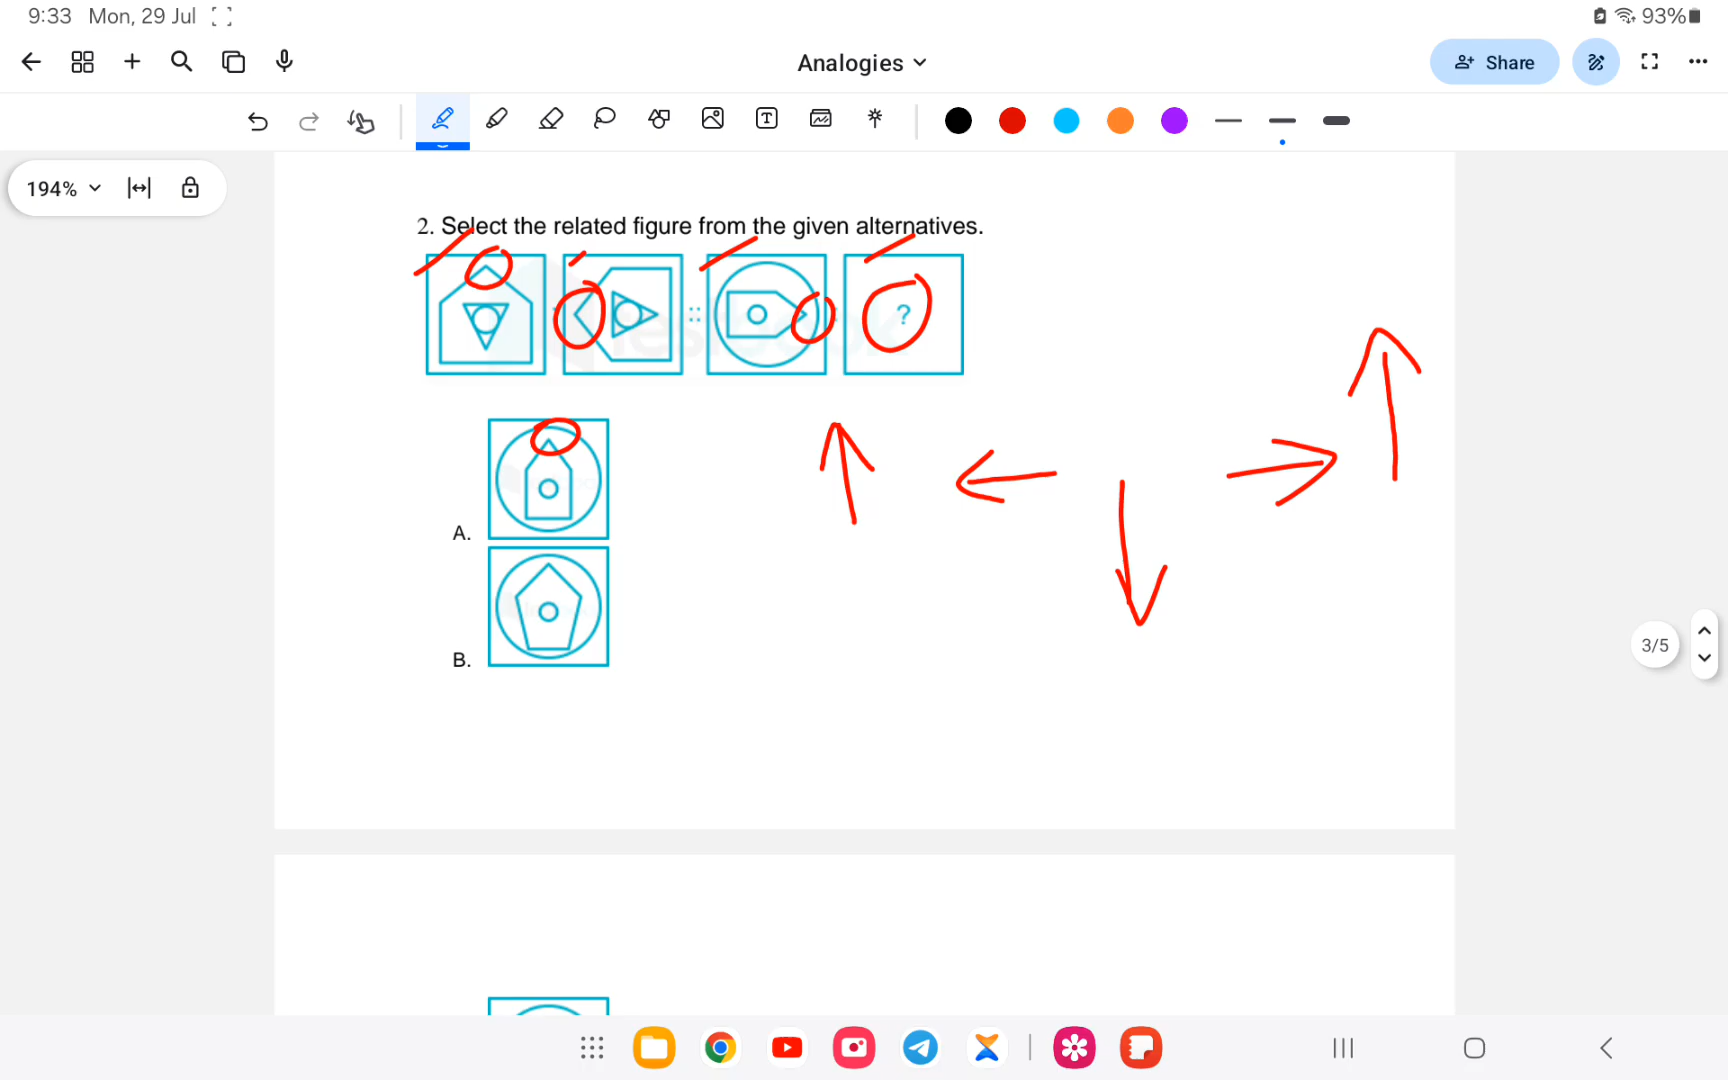 9:33 Mon, 29 Jul 93%
Analogies
Share
194%
2. Select the related figure from the given alternatives.
:: ?
A.
B.
3/5